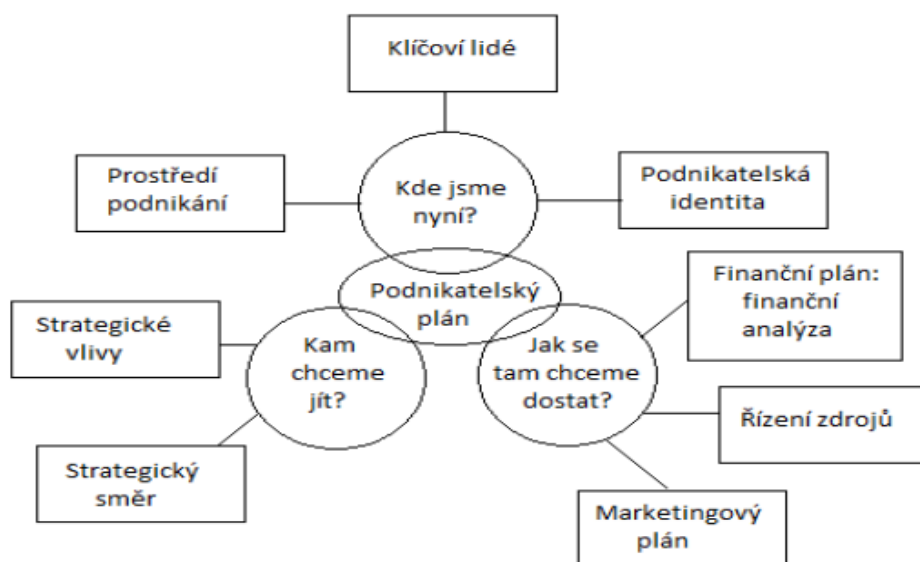 Klíčoví lidé
Prostředí
podnikání
Kde jsme
nyní?
Podnikatelská
identita
Podnikatelský
plán
Finanční plán:
finanční
analýza
Strategické
vlivy
Kam
chceme
jít?
Jak se
tam chceme
dostat?
Řízení zdrojů
Strategický
směr
Marketingový
plán